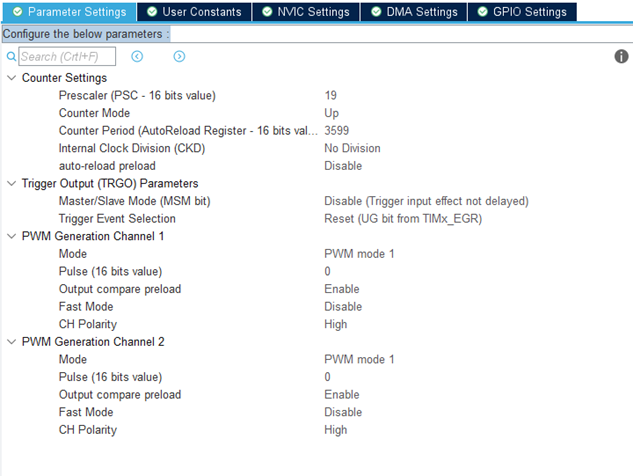 Parameter Settings User Constants NVIC Settings DMA Settings GPIO Settings
Configure the below parameters :
Search (Crtl+F)
Counter Settings
Prescaler (PSC - 16 bits value) 19
Counter Mode Up
Counter Period (AutoReload Register - 16 bits val... 3599
Internal Clock Division (CKD) No Division
auto-reload preload Disable
Trigger Output (TRGO) Parameters
Master/Slave Mode (MSM bit) Disable (Trigger input effect not delayed)
Trigger Event Selection Reset (UG bit from TIMx_EGR)
PWM Generation Channel 1
Mode PWM mode 1
Pulse (16 bits value) 0
Output compare preload Enable
Fast Mode Disable
CH Polarity High
PWM Generation Channel 2
Mode PWM mode 1
Pulse (16 bits value) 0
Output compare preload Enable
Fast Mode Disable
CH Polarity High